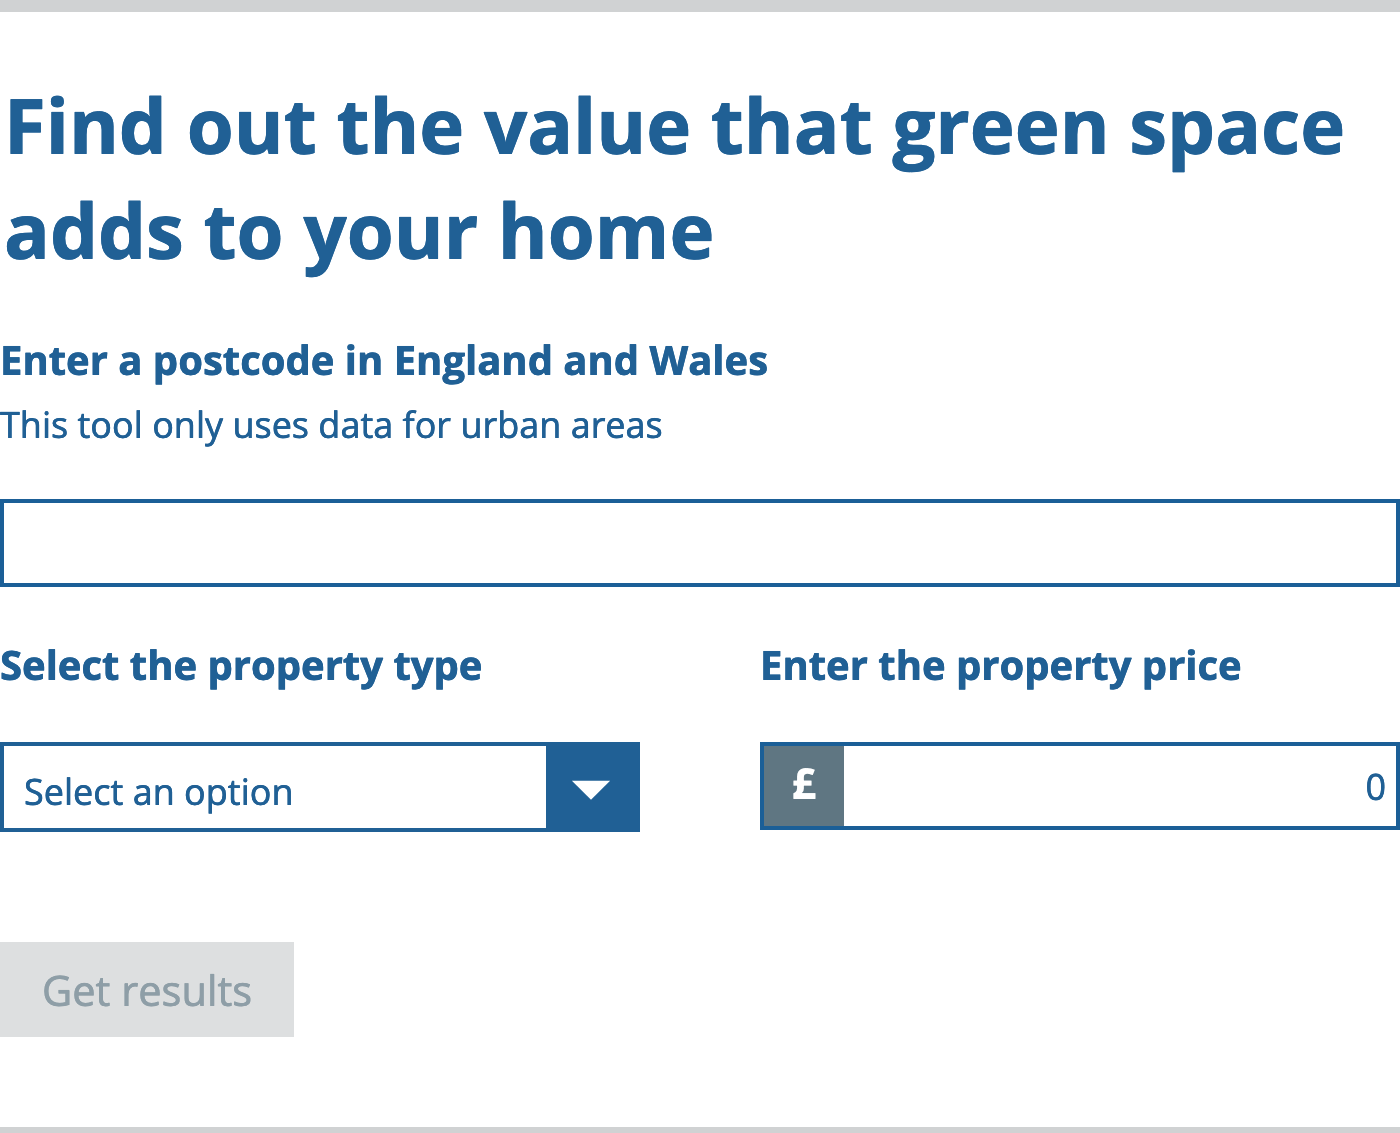 Find out the value that green space
adds to your home
Enter a postcode in England and Wales
This tool only uses data for urban areas
Select the property type
Enter the property price
Select an option
£
0
Get results